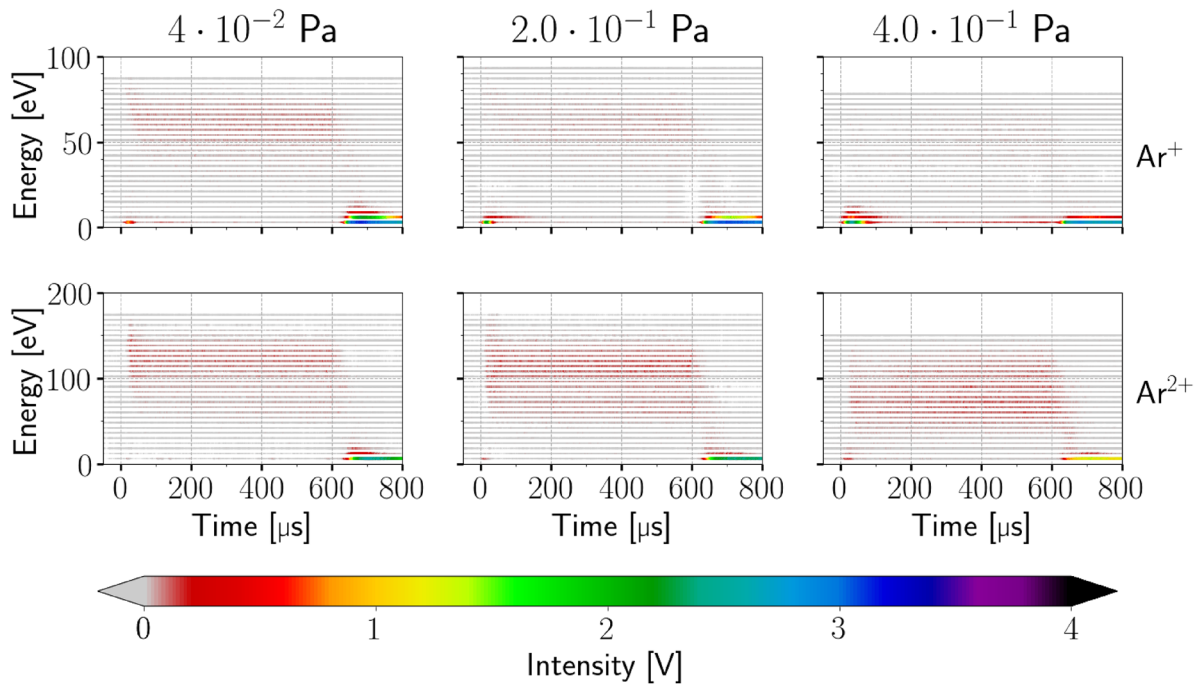 4 · 10⁻² Pa 2.0 · 10⁻¹ Pa 4.0 · 10⁻¹ Pa
100
50
0
Energy [eV]
Ar⁺
200
100
0
Energy [eV]
Ar²⁺
0 200 400 600 800 0 200 400 600 800 0 200 400 600 800
Time [µs] Time [µs] Time [µs]
0 1 2 3 4
Intensity [V]